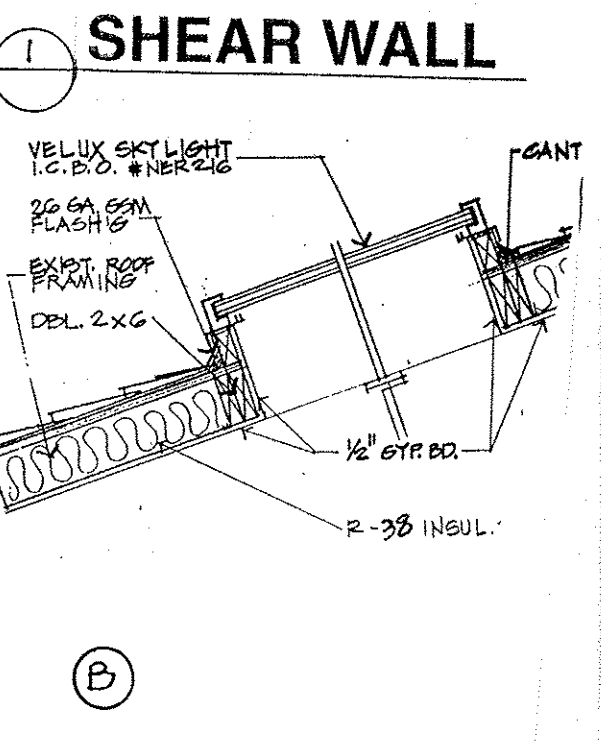 1
SHEAR WALL
VELUX SKYLIGHT
I.C.B.O. #NER216
CANT
26 GA. GSM
FLASH'G
EXIST. ROOF
FRAMING
DBL. 2X6
1/2" GYP. BD.
R-38 INSUL.
B